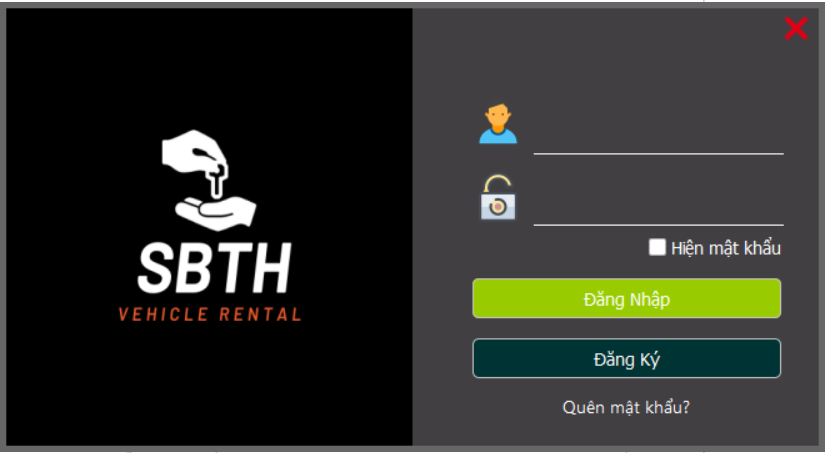 SBTH
VEHICLE RENTAL
Hiện mật khẩu
Đăng Nhập
Đăng Ký
Quên mật khẩu?